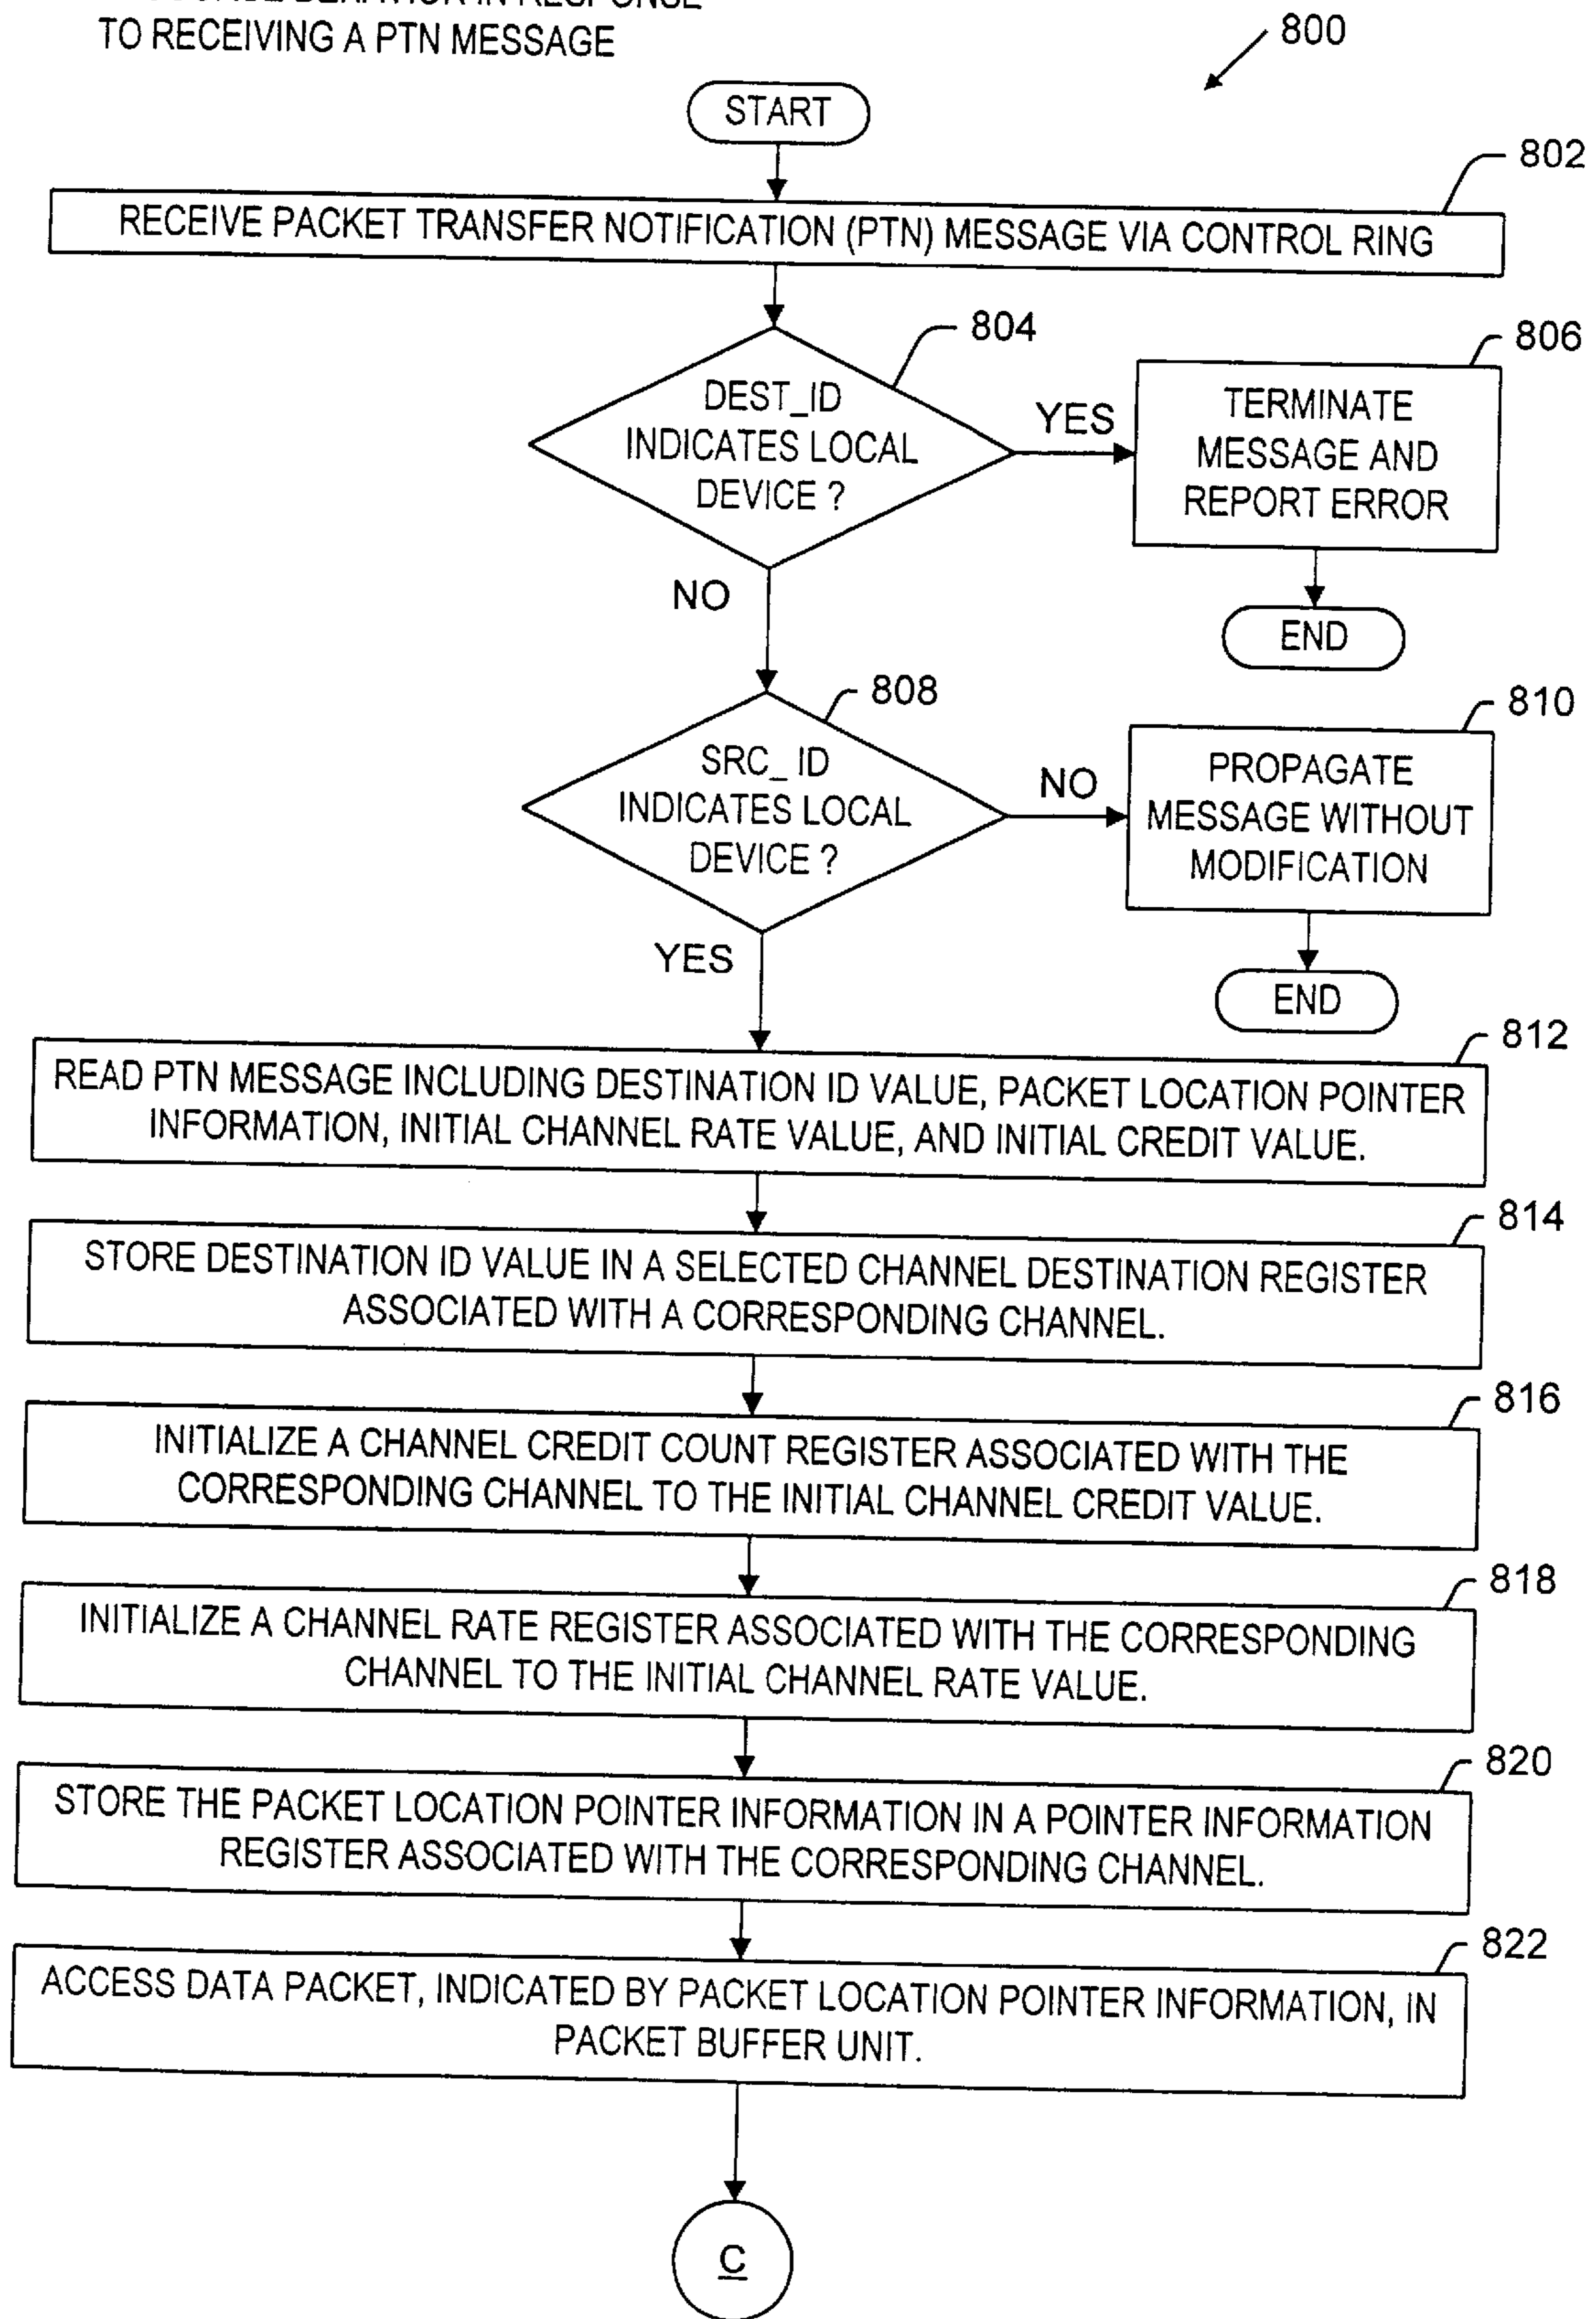 TO RECEIVING A PTN MESSAGE
800
START
802
RECEIVE PACKET TRANSFER NOTIFICATION (PTN) MESSAGE VIA CONTROL RING
804
DEST_ID
INDICATES LOCAL
DEVICE ?
YES
806
TERMINATE
MESSAGE AND
REPORT ERROR
END
NO
808
SRC_ ID
INDICATES LOCAL
DEVICE ?
NO
810
PROPAGATE
MESSAGE WITHOUT
MODIFICATION
END
YES
812
READ PTN MESSAGE INCLUDING DESTINATION ID VALUE, PACKET LOCATION POINTER
INFORMATION, INITIAL CHANNEL RATE VALUE, AND INITIAL CREDIT VALUE.
814
STORE DESTINATION ID VALUE IN A SELECTED CHANNEL DESTINATION REGISTER
ASSOCIATED WITH A CORRESPONDING CHANNEL.
816
INITIALIZE A CHANNEL CREDIT COUNT REGISTER ASSOCIATED WITH THE
CORRESPONDING CHANNEL TO THE INITIAL CHANNEL CREDIT VALUE.
818
INITIALIZE A CHANNEL RATE REGISTER ASSOCIATED WITH THE CORRESPONDING
CHANNEL TO THE INITIAL CHANNEL RATE VALUE.
820
STORE THE PACKET LOCATION POINTER INFORMATION IN A POINTER INFORMATION
REGISTER ASSOCIATED WITH THE CORRESPONDING CHANNEL.
822
ACCESS DATA PACKET, INDICATED BY PACKET LOCATION POINTER INFORMATION, IN
PACKET BUFFER UNIT.
C